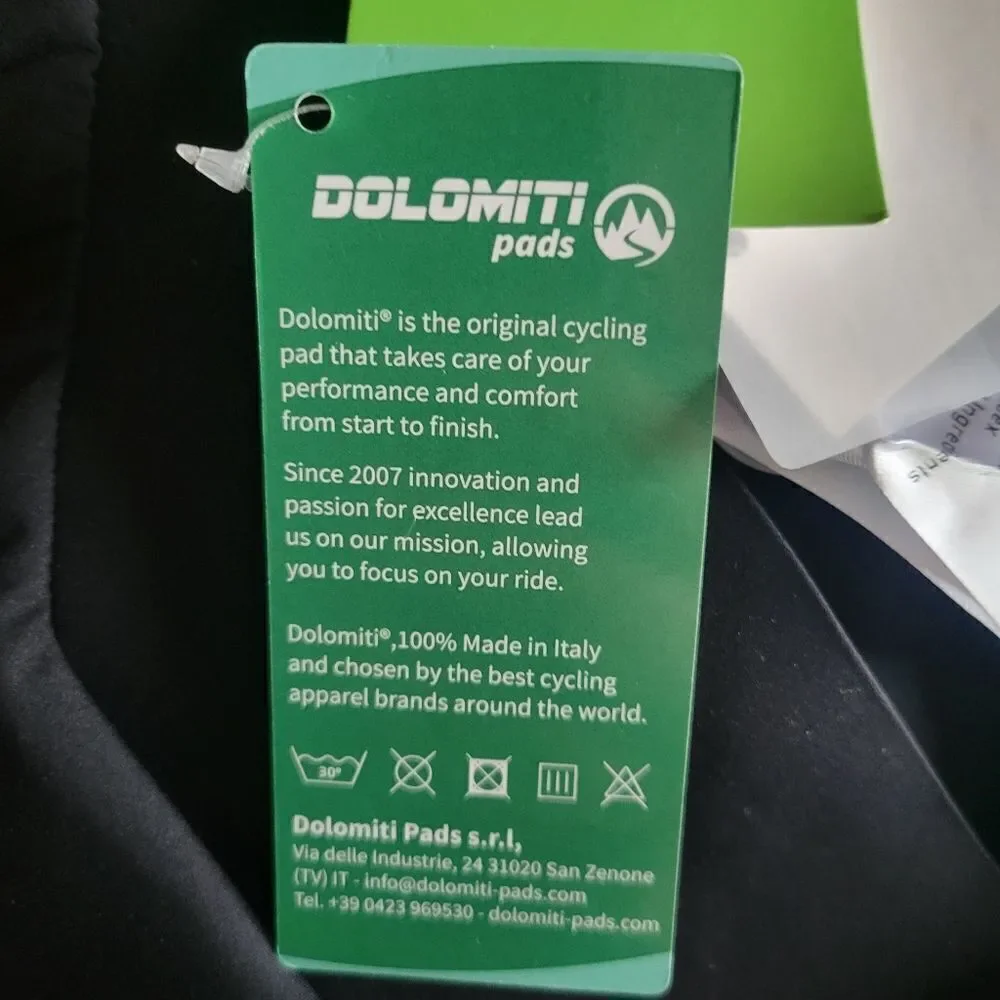 DOLOMITI
pads
Dolomiti® is the original cycling
pad that takes care of your
performance and comfort
from start to finish.
Since 2007 innovation and
passion for excellence lead
us on our mission, allowing
you to focus on your ride.
Dolomiti®,100% Made in Italy
and chosen by the best cycling
apparel brands around the world.
30°
Dolomiti Pads s.r.l,
Via delle Industrie, 24 31020 San Zenone
(TV) IT - info@dolomiti-pads.com
Tel. +39 0423 969530 - dolomiti-pads.com